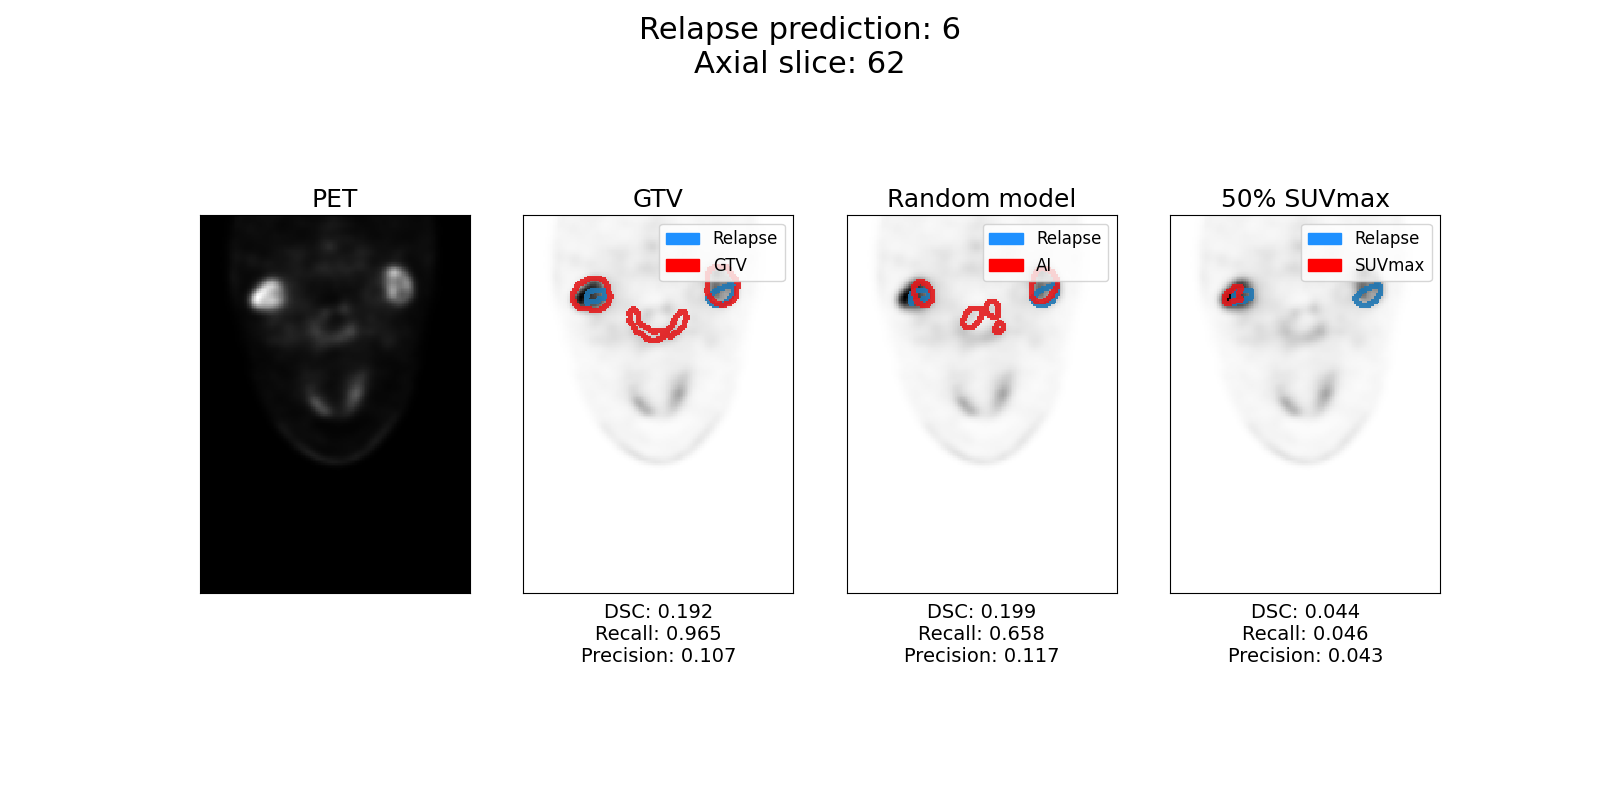 Relapse prediction: 6
Axial slice: 62
PET
GTV
Random model
50% SUVmax
Relapse
GTV
Relapse
AI
Relapse
SUVmax
DSC: 0.192
Recall: 0.965
Precision: 0.107
DSC: 0.199
Recall: 0.658
Precision: 0.117
DSC: 0.044
Recall: 0.046
Precision: 0.043